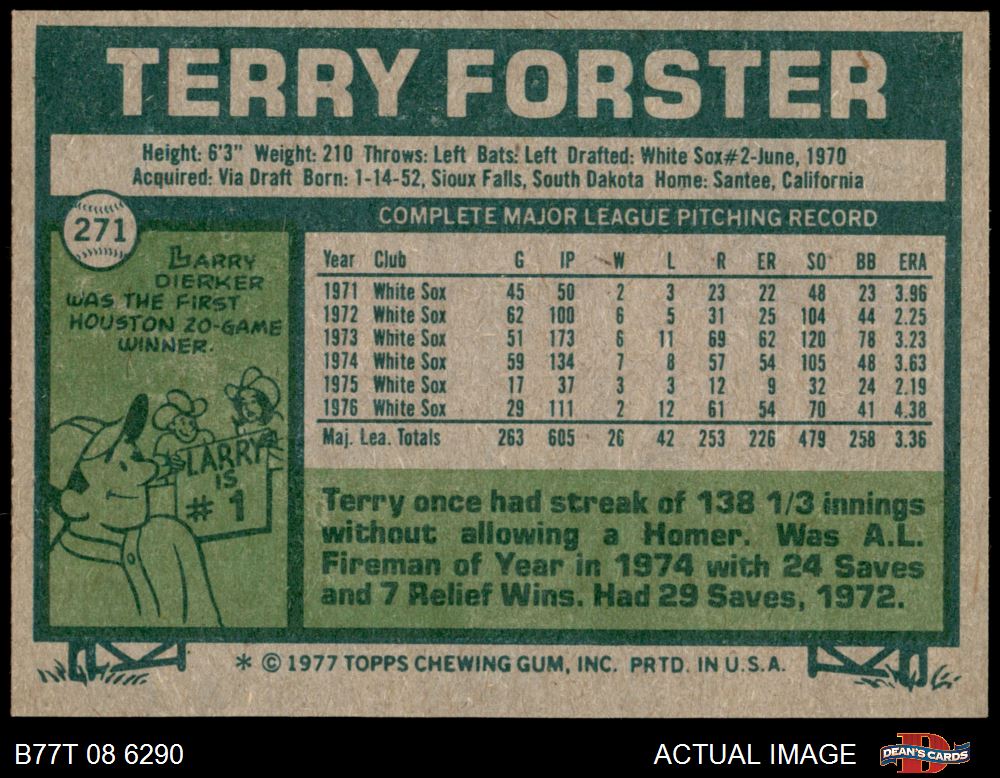 TERRY FORSTER
Height: 6'3" Weight: 210 Throws: Left Bats: Left Drafted: White Sox#2-June, 1970
Acquired: Via Draft Born: 1-14-52, Sioux Falls, South Dakota Home: Santee, California
271
LARRY
DIERKER
WAS THE FIRST
HOUSTON 20-GAME
WINNER.
LARRY
IS
# 1
COMPLETE MAJOR LEAGUE PITCHING RECORD
Year Club G IP W L R ER SO BB ERA
1971 White Sox 45 50 2 3 23 22 48 23 3.96
1972 White Sox 62 100 6 5 31 25 104 44 2.25
1973 White Sox 51 173 6 11 69 62 120 78 3.23
1974 White Sox 59 134 7 8 57 54 105 48 3.63
1975 White Sox 17 37 3 3 12 9 32 24 2.19
1976 White Sox 29 111 2 12 61 54 70 41 4.38
Maj. Lea. Totals 263 605 26 42 253 226 479 258 3.36
Terry once had streak of 138 1/3 innings
without allowing a Homer. Was A.L.
Fireman of Year in 1974 with 24 Saves
and 7 Relief Wins. Had 29 Saves, 1972.
* © 1977 TOPPS CHEWING GUM, INC. PRTD. IN U.S.A.
B77T 08 6290
ACTUAL IMAGE
DEAN'S CARDS